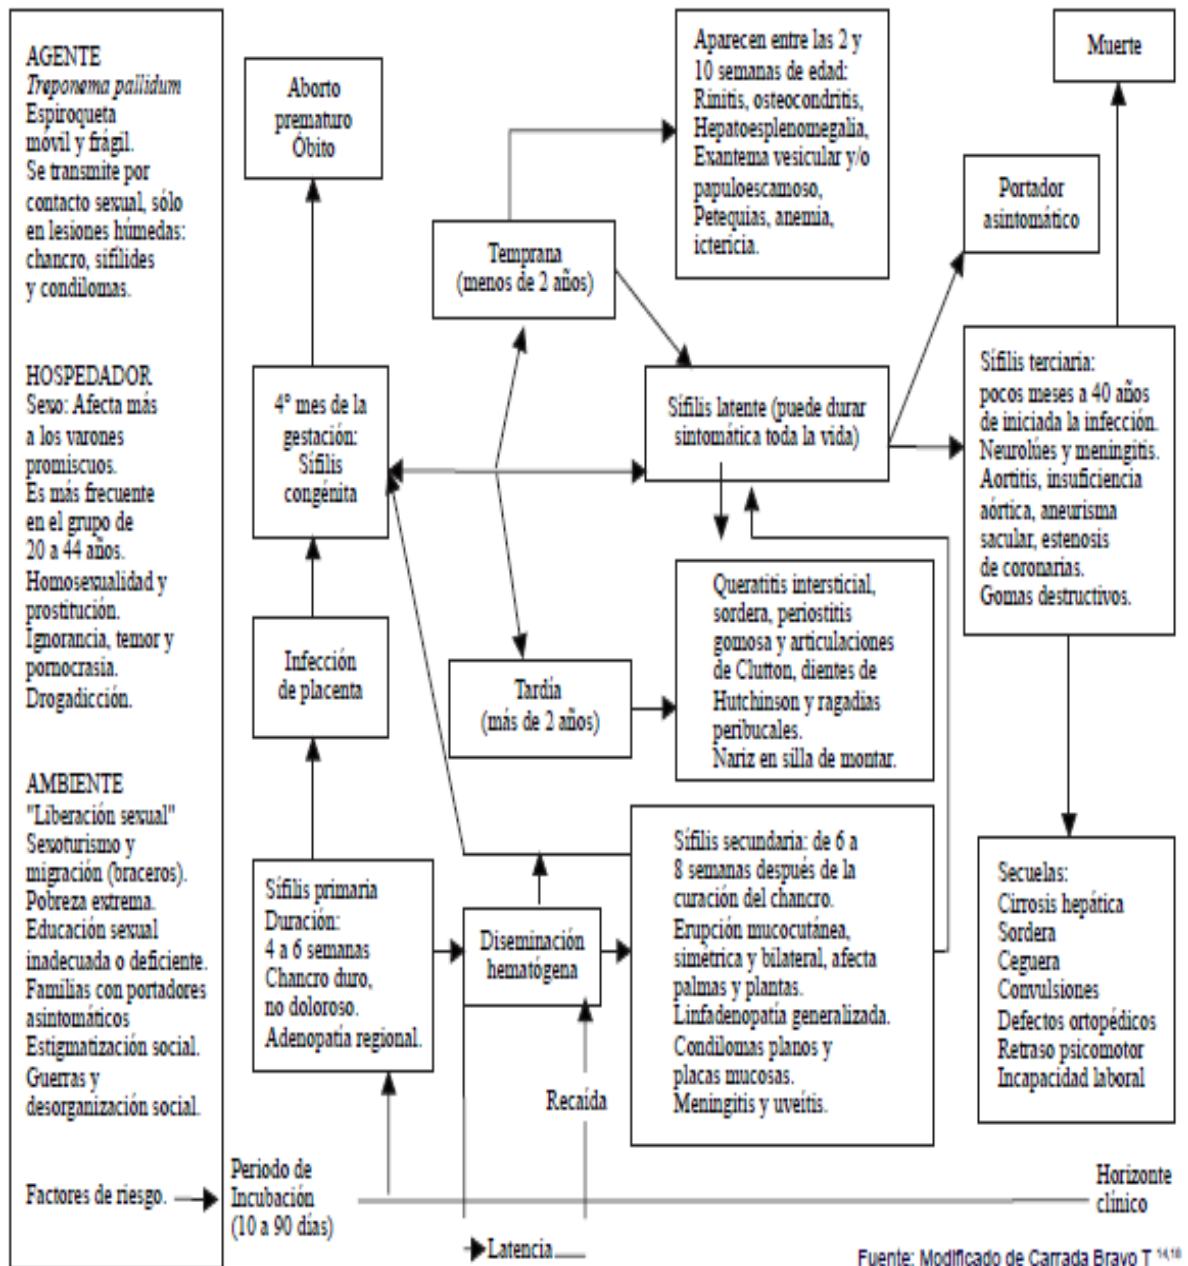 AGENTE
Treponema pallidum
Espiroqueta
móvil y frágil.
Se transmite por
contacto sexual, sólo
en lesiones húmedas:
chancro, sifílides
y condilomas.
HOSPEDADOR
Sexo: Afecta más
a los varones
promiscuos.
Es más frecuente
en el grupo de
20 a 44 años.
Homosexualidad y
prostitución.
Ignorancia, temor y
pornocrasia.
Drogadicción.
AMBIENTE
"Liberación sexual"
Sexoturismo y
migración (braceros).
Pobreza extrema.
Educación sexual
inadecuada o deficiente.
Familias con portadores
asintomáticos
Estigmatización social.
Guerras y
desorganización social.
Factores de riesgo.
Periodo de
Incubación
(10 a 90 días)
Aborto
prematuro
Óbito
4° mes de la
gestación:
Sífilis
congénita
Infección
de placenta
Sífilis primaria
Duración:
4 a 6 semanas
Chancro duro,
no doloroso.
Adenopatía regional.
Temprana
(menos de 2 años)
Tardía
(más de 2 años)
Diseminación
hematógena
Recaída
Latencia
Aparecen entre las 2 y
10 semanas de edad:
Rinitis, osteocondritis,
Hepatoesplenomegalia,
Exantema vesicular y/o
papuloescamoso,
Petequias, anemia,
ictericia.
Sífilis latente (puede durar
sintomática toda la vida)
Queratitis intersticial,
sordera, periostitis
gomosa y articulaciones
de Clutton, dientes de
Hutchinson y ragadias
peribucales.
Nariz en silla de montar.
Sífilis secundaria: de 6 a
8 semanas después de la
curación del chancro.
Erupción mucocutánea,
simétrica y bilateral, afecta
palmas y plantas.
Linfadenopatía generalizada.
Condilomas planos y
placas mucosas.
Meningitis y uveítis.
Muerte
Portador
asintomático
Sífilis terciaria:
pocos meses a 40 años
de iniciada la infección.
Neurolúes y meningitis.
Aortitis, insuficiencia
aórtica, aneurisma
sacular, estenosis
de coronarias.
Gomas destructivos.
Secuelas:
Cirrosis hepática
Sordera
Ceguera
Convulsiones
Defectos ortopédicos
Retraso psicomotor
Incapacidad laboral
Horizonte
clínico
Fuente: Modificado de Carrada Bravo T